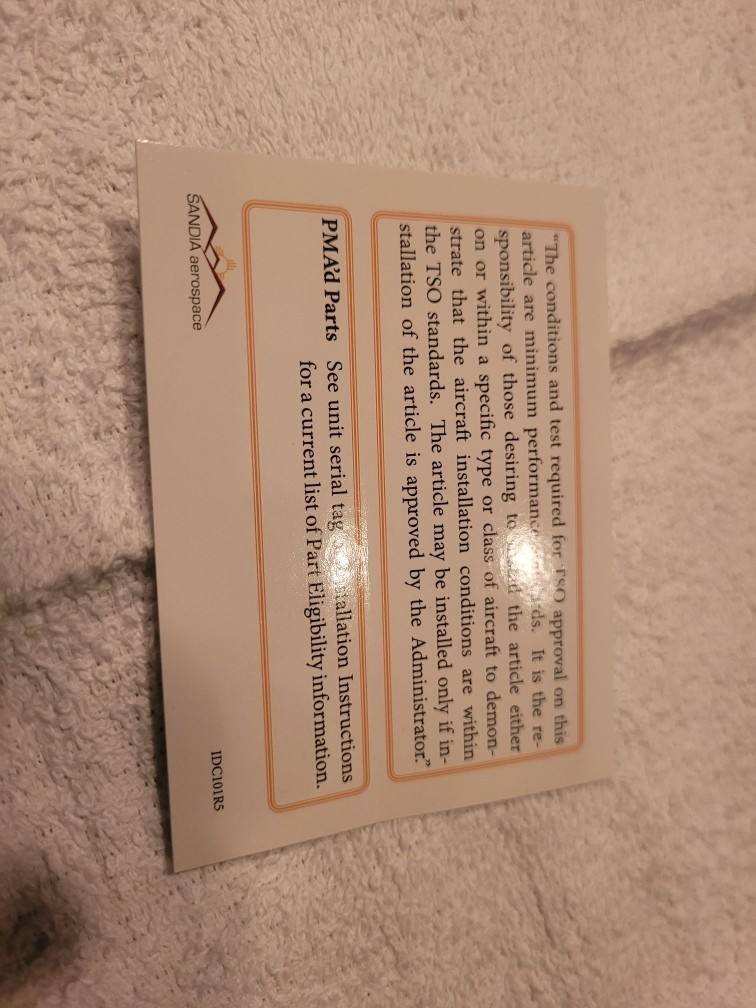 "The conditions and test required for TSO approval on this
article are minimum performance It is the re-
sponsibility of those desiring to the article either
on or within a specific type or class of aircraft to demon-
strate that the aircraft installation conditions are within
the TSO standards. The article may be installed only if in-
stallation of the article is approved by the Administrator."
PMA'd Parts See unit serial tag Installation Instructions
for a current list of Part Eligibility information.
SANDIA aerospace
IDC101R5